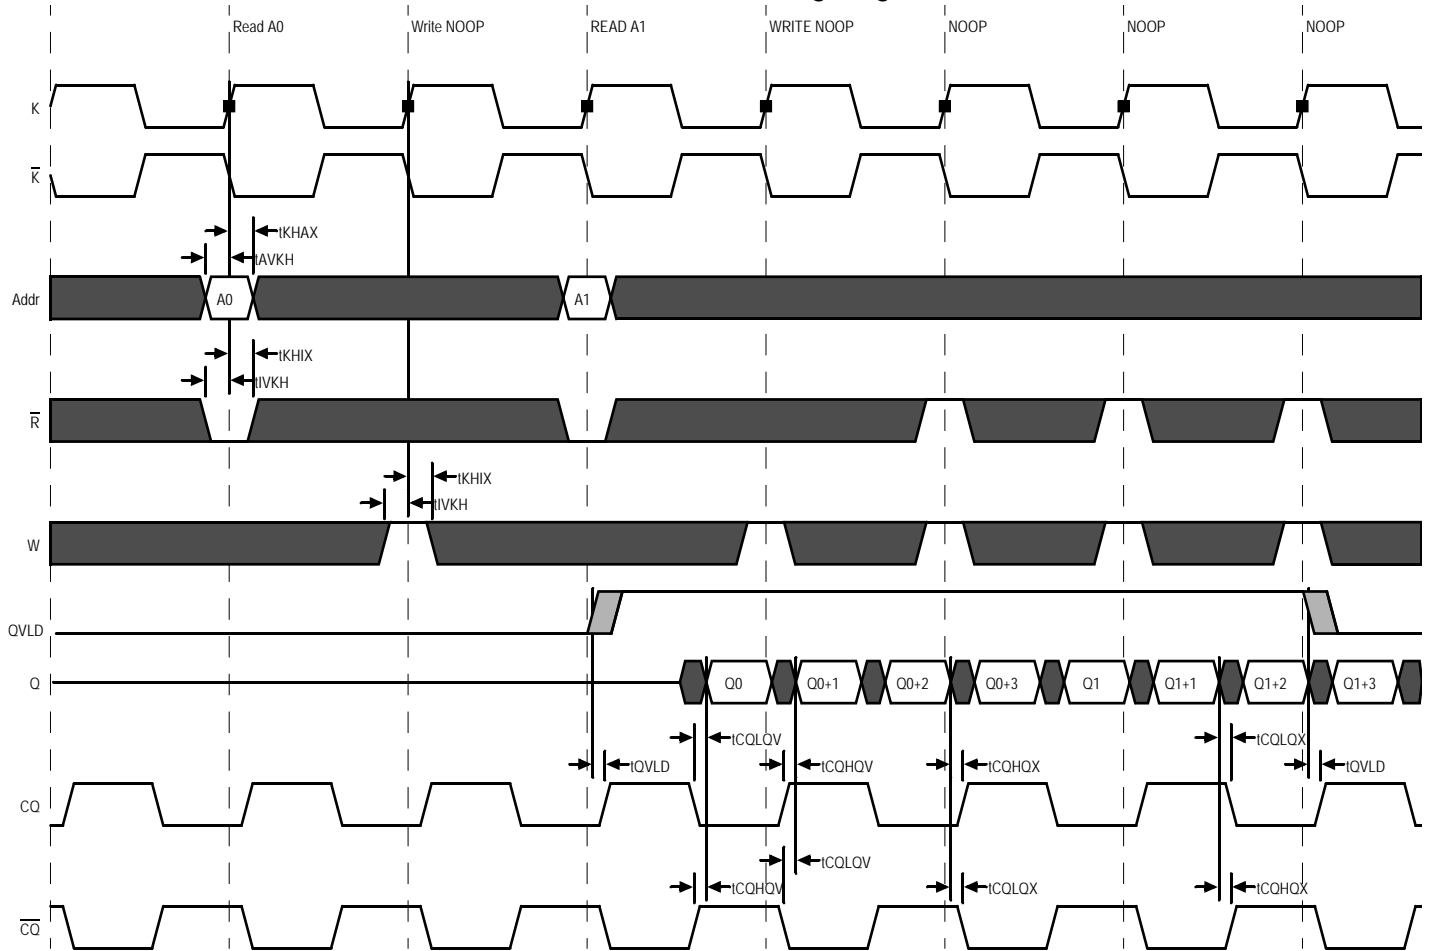 Read A0 Write NOOP READ A1 WRITE NOOP NOOP NOOP NOOP
K
K
tKHAX
tAVKH
Addr A0 A1
tKHIX
tIVKH
R
tKHIX
tIVKH
W
QVLD
Q Q0 Q0+1 Q0+2 Q0+3 Q1 Q1+1 Q1+2 Q1+3
tCQLQV tCQLQX
tQVLD tCQHQV tCQHQX tQVLD
CQ
tCQLQV
tCQHQV tCQLQX tCQHQX
CQ